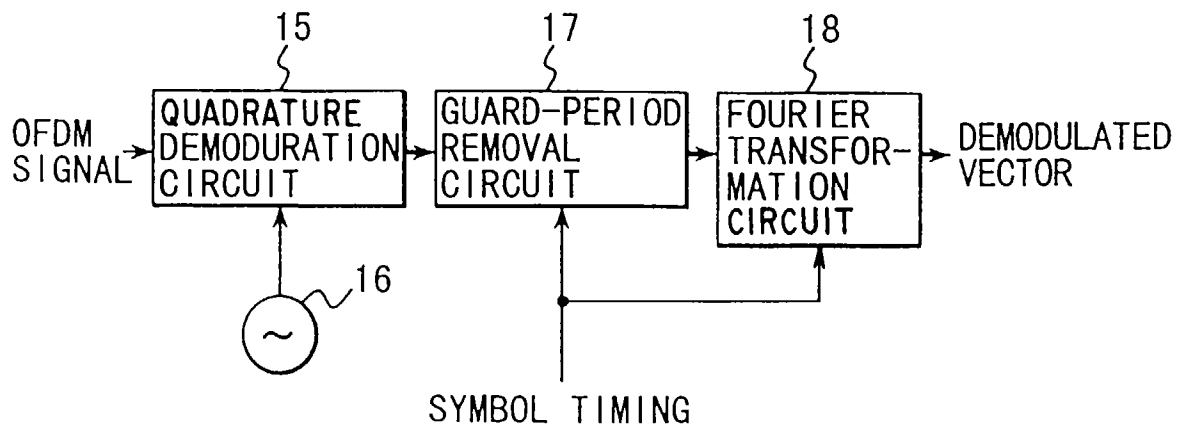 15
17
18
OFDM
SIGNAL
QUADRATURE
DEMODURATION
CIRCUIT
GUARD-PERIOD
REMOVAL
CIRCUIT
FOURIER
TRANSFOR-
MATION
CIRCUIT
DEMODULATED
VECTOR
16
~
SYMBOL TIMING